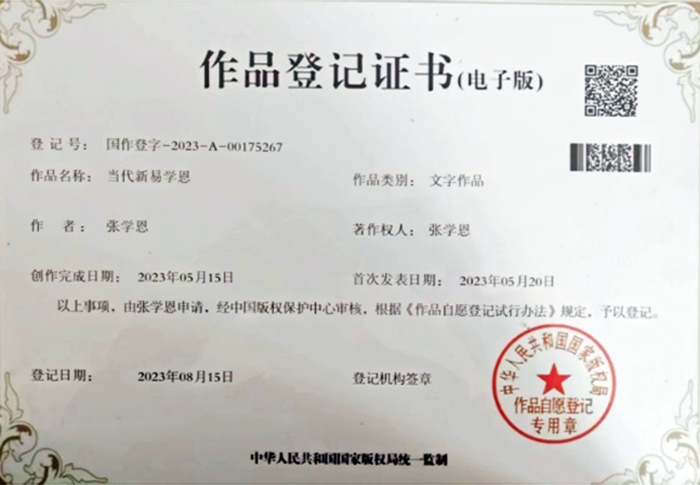 作品登记证书(电子版)
登记号: 国作登字-2023-A-00175267
作品名称: 当代新易学恩
作品类别: 文字作品
作 者: 张学恩
著作权人: 张学恩
创作完成日期: 2023年05月15日
首次发表日期: 2023年05月20日
以上事项，由张学恩申请，经中国版权保护中心审核，根据《作品自愿登记试行办法》规定，予以登记。
登记日期: 2023年08月15日
登记机构签章
中华人民共和国国家版权局
作品自愿登记
专用章
中华人民共和国国家版权局统一监制